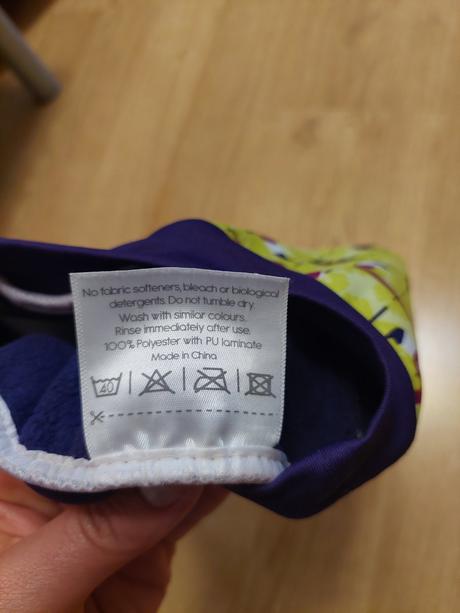 No fabric softeners, bleach or biological
detergents. Do not tumble dry.
Wash with similar colours.
Rinse immediately after use.
100% Polyester with PU laminate
Made in China
40